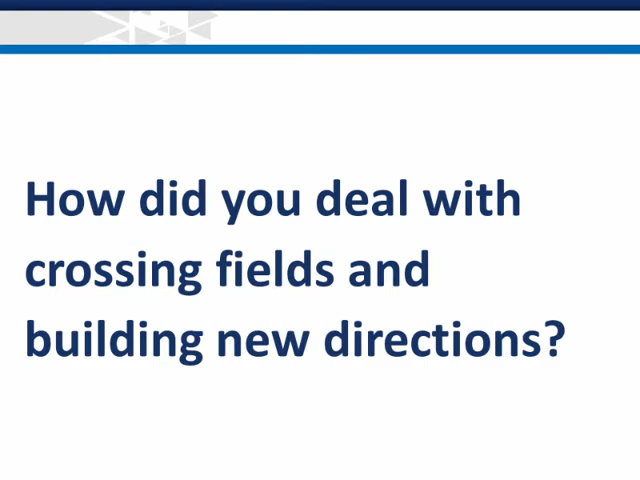 How did you deal with
crossing fields and
building new directions?